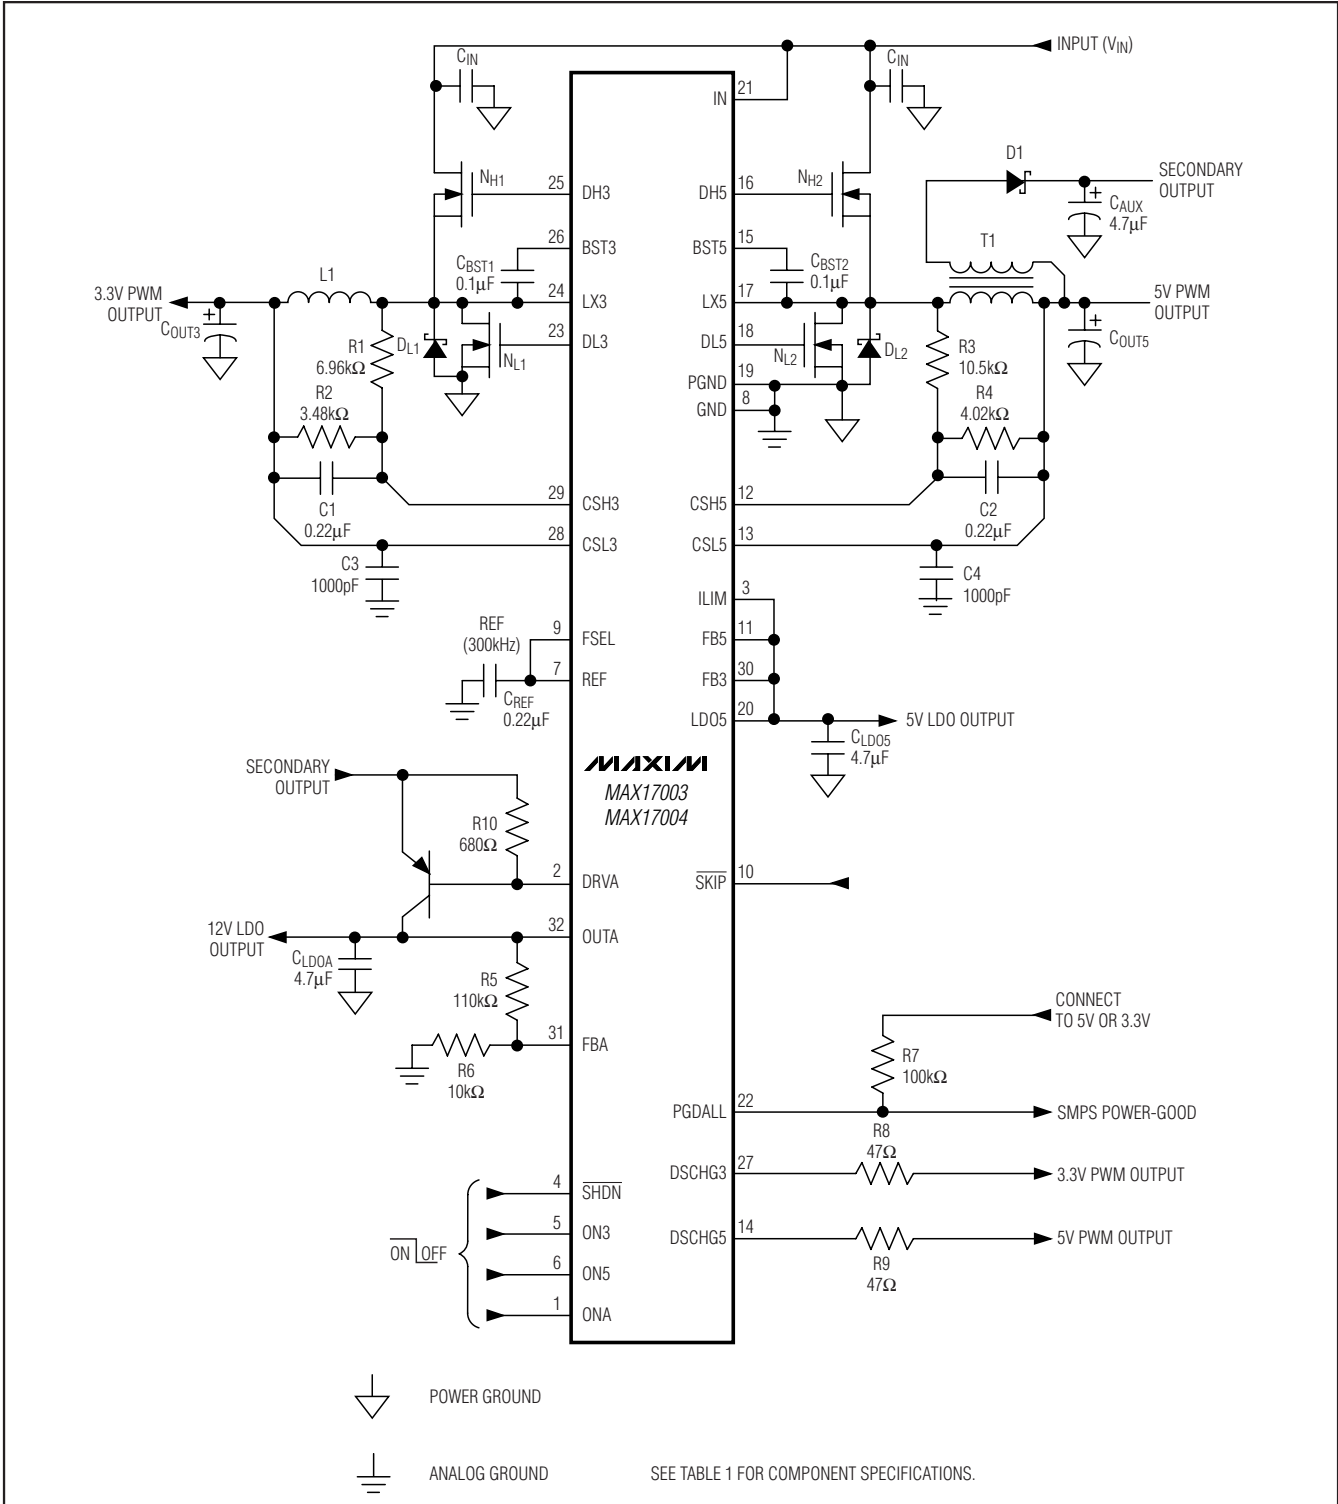 INPUT (VIN)
CIN
CIN
21
IN
D1
SECONDARY
OUTPUT
NH1
25
DH3
DH5
16
NH2
CAUX
4.7µF
26
BST3
BST5
15
T1
CBST1
0.1µF
CBST2
0.1µF
L1
3.3V PWM
OUTPUT
24
LX3
LX5
17
5V PWM
OUTPUT
COUT3
COUT5
R1
6.96kΩ
DL1
NL1
23
DL3
DL5
18
NL2
DL2
R3
10.5kΩ
PGND
19
R2
3.48kΩ
GND
8
R4
4.02kΩ
29
CSH3
CSH5
12
C1
0.22µF
C2
0.22µF
28
CSL3
CSL5
13
C3
1000pF
C4
1000pF
ILIM
3
REF
(300kHz)
9
FSEL
FB5
11
7
REF
FB3
30
CREF
0.22µF
LDO5
20
5V LDO OUTPUT
CLDO5
4.7µF
MAXIM
MAX17003
MAX17004
SECONDARY
OUTPUT
R10
680Ω
2
DRVA
SKIP
10
12V LDO
OUTPUT
32
OUTA
CLDOA
4.7µF
R5
110kΩ
31
FBA
R6
10kΩ
CONNECT
TO 5V OR 3.3V
R7
100kΩ
PGDALL
22
SMPS POWER-GOOD
R8
47Ω
DSCHG3
27
3.3V PWM OUTPUT
4
SHDN
5
ON3
DSCHG5
14
5V PWM OUTPUT
R9
47Ω
ON OFF
6
ON5
1
ONA
POWER GROUND
ANALOG GROUND
SEE TABLE 1 FOR COMPONENT SPECIFICATIONS.